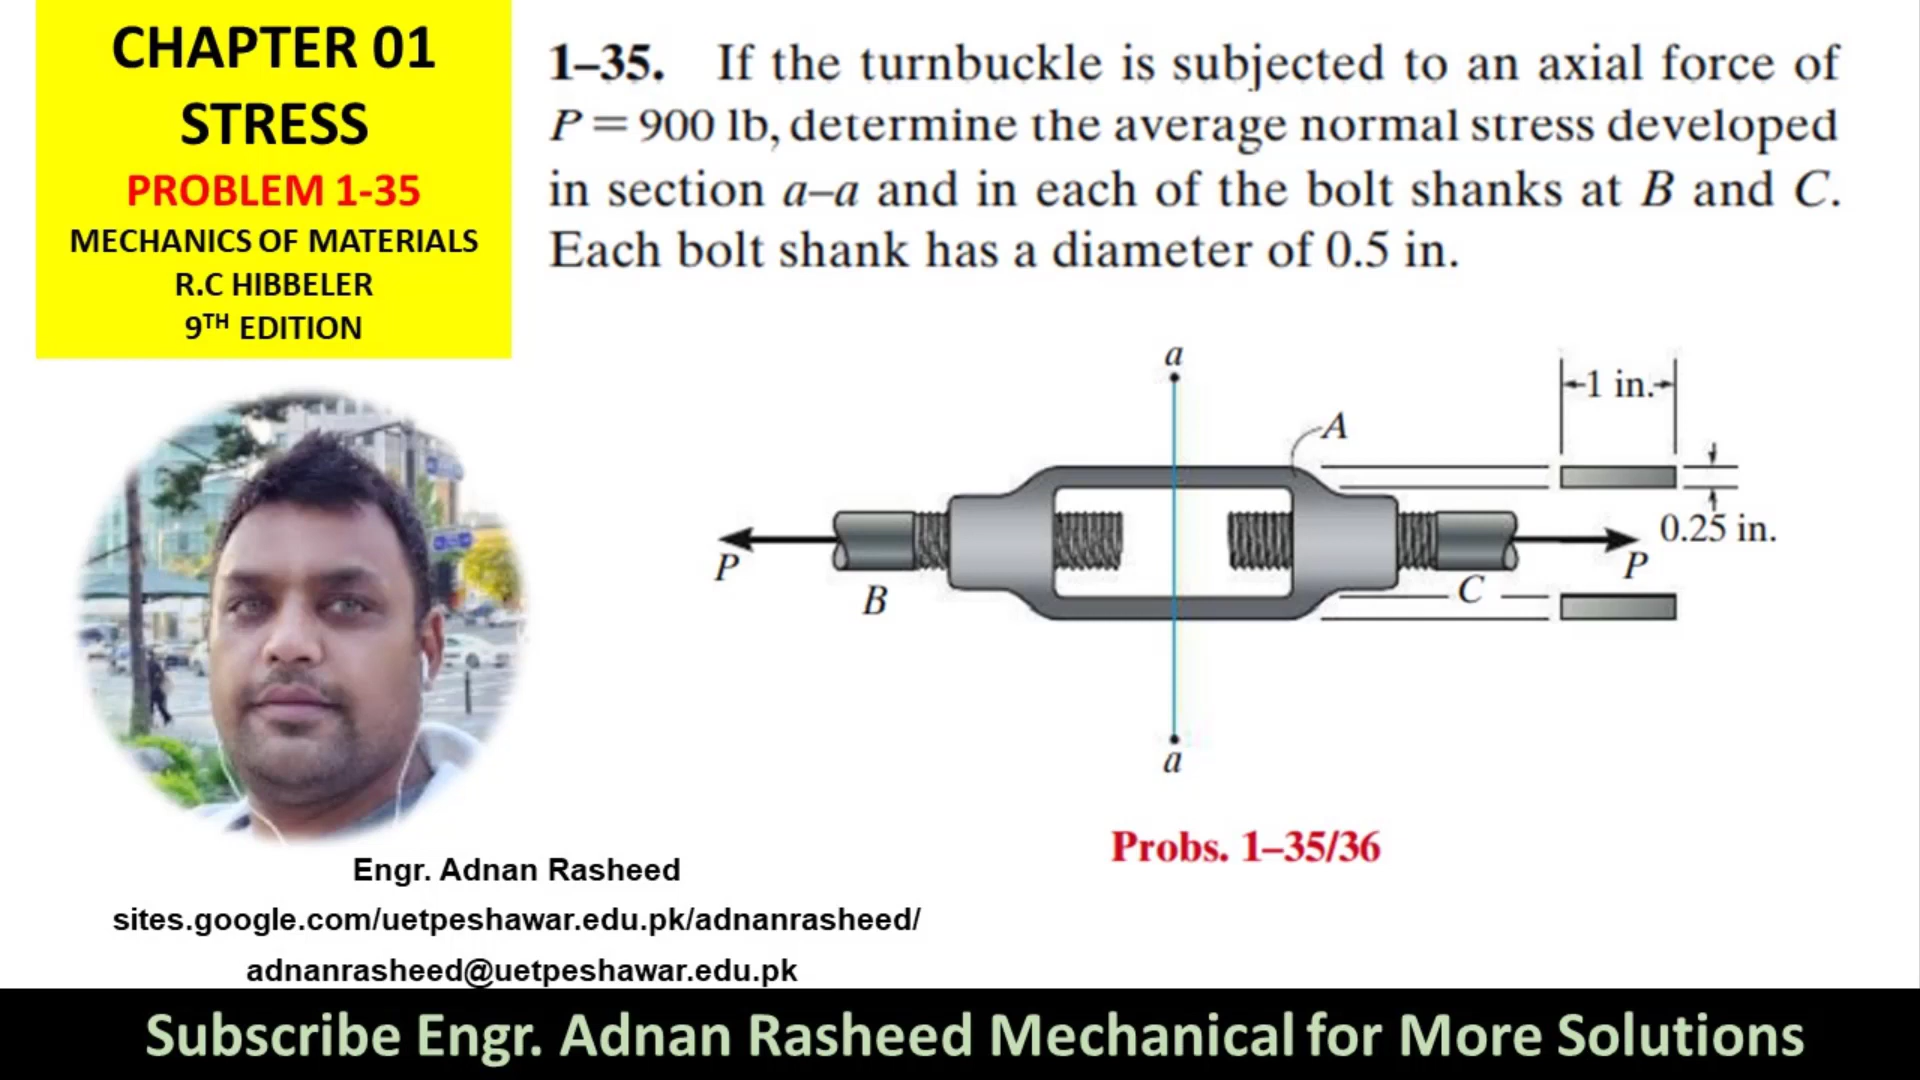 CHAPTER 01
STRESS
PROBLEM 1-35
MECHANICS OF MATERIALS
R.C HIBBELER
9TH EDITION
1–35. If the turnbuckle is subjected to an axial force of
P = 900 lb, determine the average normal stress developed
in section a–a and in each of the bolt shanks at B and C.
Each bolt shank has a diameter of 0.5 in.
a
1 in.
A
0.25 in.
P
B
C
P
a
Probs. 1–35/36
Engr. Adnan Rasheed
sites.google.com/uetpeshawar.edu.pk/adnanrasheed/
adnanrasheed@uetpeshawar.edu.pk
Subscribe Engr. Adnan Rasheed Mechanical for More Solutions